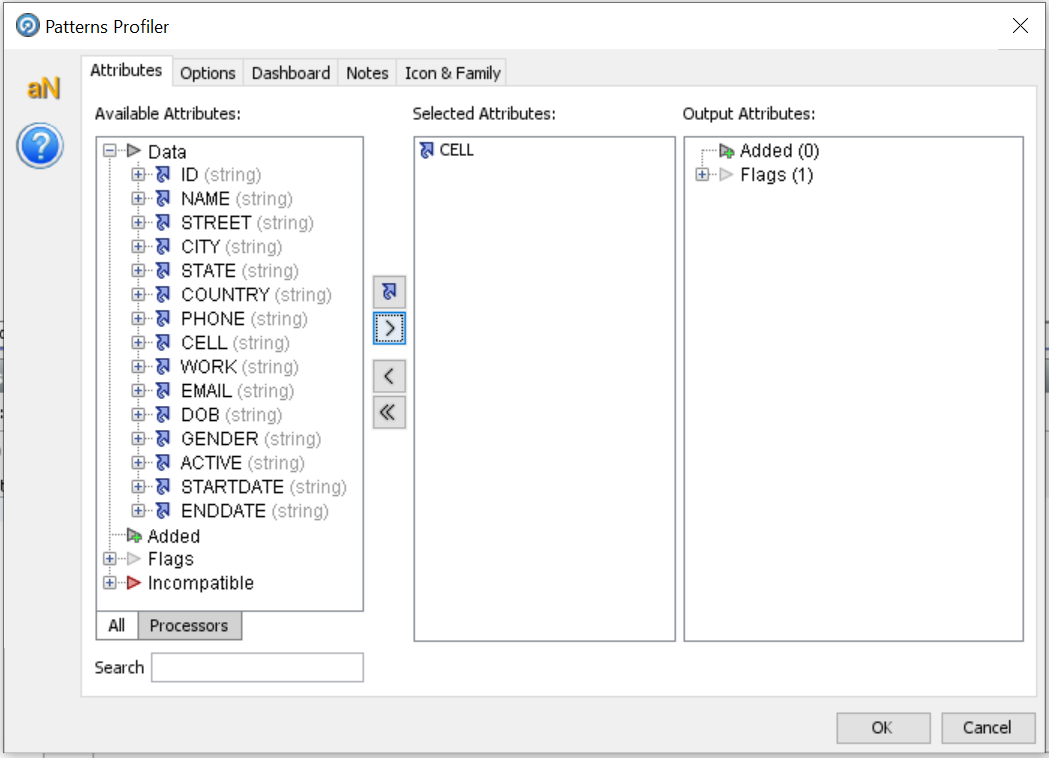 Patterns Profiler
aN
?
Attributes Options Dashboard Notes Icon & Family
Available Attributes:
Data
ID (string)
NAME (string)
STREET (string)
CITY (string)
STATE (string)
COUNTRY (string)
PHONE (string)
CELL (string)
WORK (string)
EMAIL (string)
DOB (string)
GENDER (string)
ACTIVE (string)
STARTDATE (string)
ENDDATE (string)
Added
Flags
Incompatible
All Processors
Search
Selected Attributes:
CELL
Output Attributes:
Added (0)
Flags (1)
OK Cancel